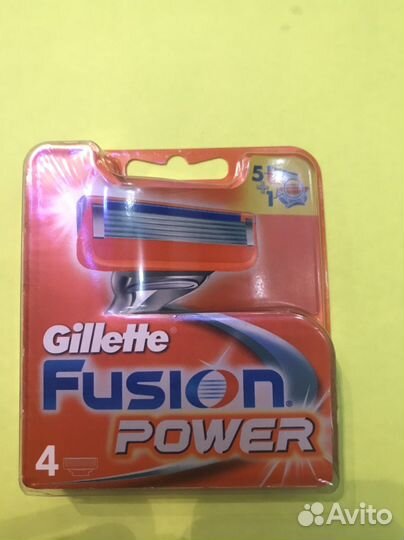 5
+1
Gillette
FUSION®
POWER
4
Avito